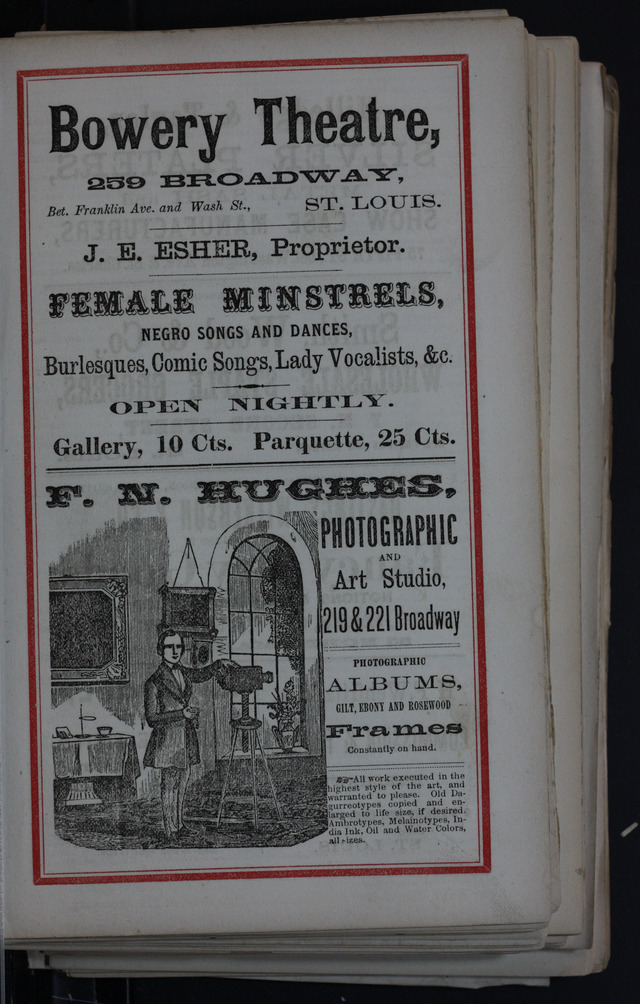 Bowery Theatre,
259 BROADWAY,
Bet. Franklin Ave. and Wash St., ST. LOUIS.
J. E. ESHER, Proprietor.
FEMALE MINSTRELS,
NEGRO SONGS AND DANCES,
Burlesques, Comic Songs, Lady Vocalists, &c.
OPEN NIGHTLY.
Gallery, 10 Cts. Parquette, 25 Cts.
F. N. HUGHES,
PHOTOGRAPHIC
AND
Art Studio,
219 & 221 Broadway
PHOTOGRAPHIC
ALBUMS,
GILT, EBONY AND ROSEWOOD
Frames
Constantly on hand.
☞All work executed in the
highest style of the art, and
warranted to please. Old Da-
gurreotypes copied and en-
larged to life size, if desired.
Ambrotypes, Melainotypes, In-
dia Ink, Oil and Water Colors,
all sizes.